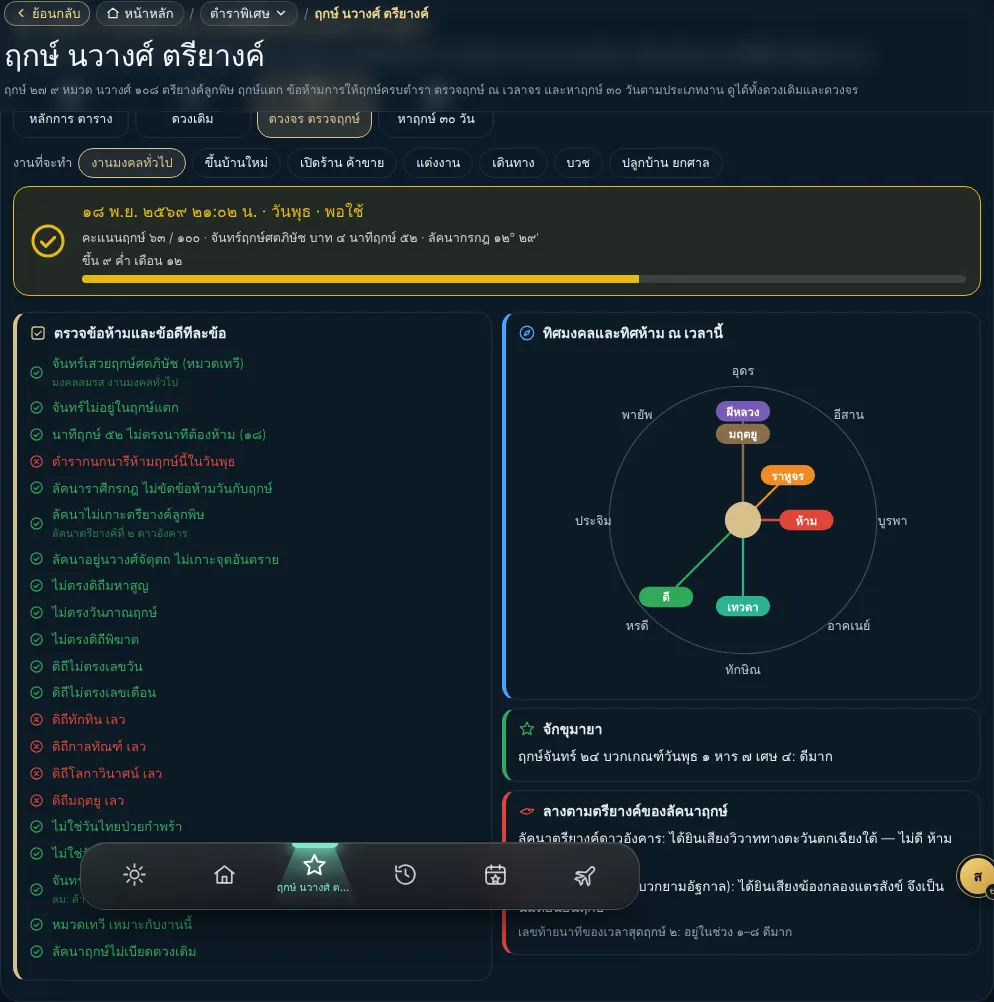 ย้อนกลับ
หน้าหลัก
/
ตำราพิเศษ
/
ฤกษ์ นวางศ์ ตรียางค์
ฤกษ์ นวางศ์ ตรียางค์
ฤกษ์ ๒๗ ๙ หมวด นวางศ์ ๑๐๘ ตรียางค์ลูกพิษ ฤกษ์แตก ข้อห้ามการให้ฤกษ์ครบตำรา ตรวจฤกษ์ ณ เวลาจร และหาฤกษ์ ๓๐ วันตามประเภทงาน ดูได้ทั้งดวงเดิมและดวงจร
หลักการ ตาราง
ดวงเดิม
ดวงจร ตรวจฤกษ์
หาฤกษ์ ๓๐ วัน
งานที่จะทำ
งานมงคลทั่วไป
ขึ้นบ้านใหม่
เปิดร้าน ค้าขาย
แต่งงาน
เดินทาง
บวช
ปลูกบ้าน ยกศาล
๑๘ พ.ย. ๒๕๖๙ ๒๑:๐๒ น. · วันพุธ · พอใช้
คะแนนฤกษ์ ๖๓ / ๑๐๐ · จันทร์ฤกษ์ศตภิษัช บาท ๔ นาทีฤกษ์ ๕๒ · ลัคนากรกฎ ๑๒° ๒๙′
ขึ้น ๙ ค่ำ เดือน ๑๒
ตรวจข้อห้ามและข้อดีทีละข้อ
จันทร์เสวยฤกษ์ศตภิษัช (หมวดเทวี)
มงคลสมรส งานมงคลทั่วไป
จันทร์ไม่อยู่ในฤกษ์แตก
นาทีฤกษ์ ๕๒ ไม่ตรงนาทีต้องห้าม (๑๘)
ตำรากนกนารีห้ามฤกษ์นี้ในวันพุธ
ลัคนาราศีกรกฎ ไม่ขัดข้อห้ามวันกับฤกษ์
ลัคนาไม่เกาะตรียางค์ลูกพิษ
ลัคนาตรียางค์ที่ ๒ ดาวอังคาร
ลัคนาอยู่นวางศ์จัตุตถ ไม่เกาะจุดอันตราย
ไม่ตรงดิถีมหาสูญ
ไม่ตรงวันภาณฤกษ์
ไม่ตรงดิถีพิฆาต
ดิถีไม่ตรงเลขวัน
ดิถีไม่ตรงเลขเดือน
ดิถีทักทิน เลว
ดิถีกาลทัณฑ์ เลว
ดิถีโลกาวินาศน์ เลว
ดิถีมฤตยู เลว
ไม่ใช่วันไทยป่วยกำพร้า
ไม่ใช่
จันทร
ลม: ค้า
หมวดเทวี เหมาะกับงานนี้
ลัคนาฤกษ์ไม่เบียดดวงเดิม
ทิศมงคลและทิศห้าม ณ เวลานี้
อุดร
พายัพ
อีสาน
ผีหลวง
มฤตยู
ราหูจร
ประจิม
ห้าม
บูรพา
ดี
เทวดา
หรดี
อาคเนย์
ทักษิณ
จักขุมายา
ฤกษ์จันทร์ ๒๔ บวกเกณฑ์วันพุธ ๑ หาร ๗ เศษ ๔: ดีมาก
ลางตามตรียางค์ของลัคนาฤกษ์
ลัคนาตรียางค์ดาวอังคาร: ได้ยินเสียงวิวาททางตะวันตกเฉียงใต้ — ไม่ดี ห้าม
บวกยามอัฐกาล): ได้ยินเสียงฆ้องกลองแตรสังข์ จึงเป็น
เลขท้ายนาทีของเวลาสุดฤกษ์ ๒: อยู่ในช่วง ๑–๘ ดีมาก
ฤกษ์ นวางศ์ ต...
ส